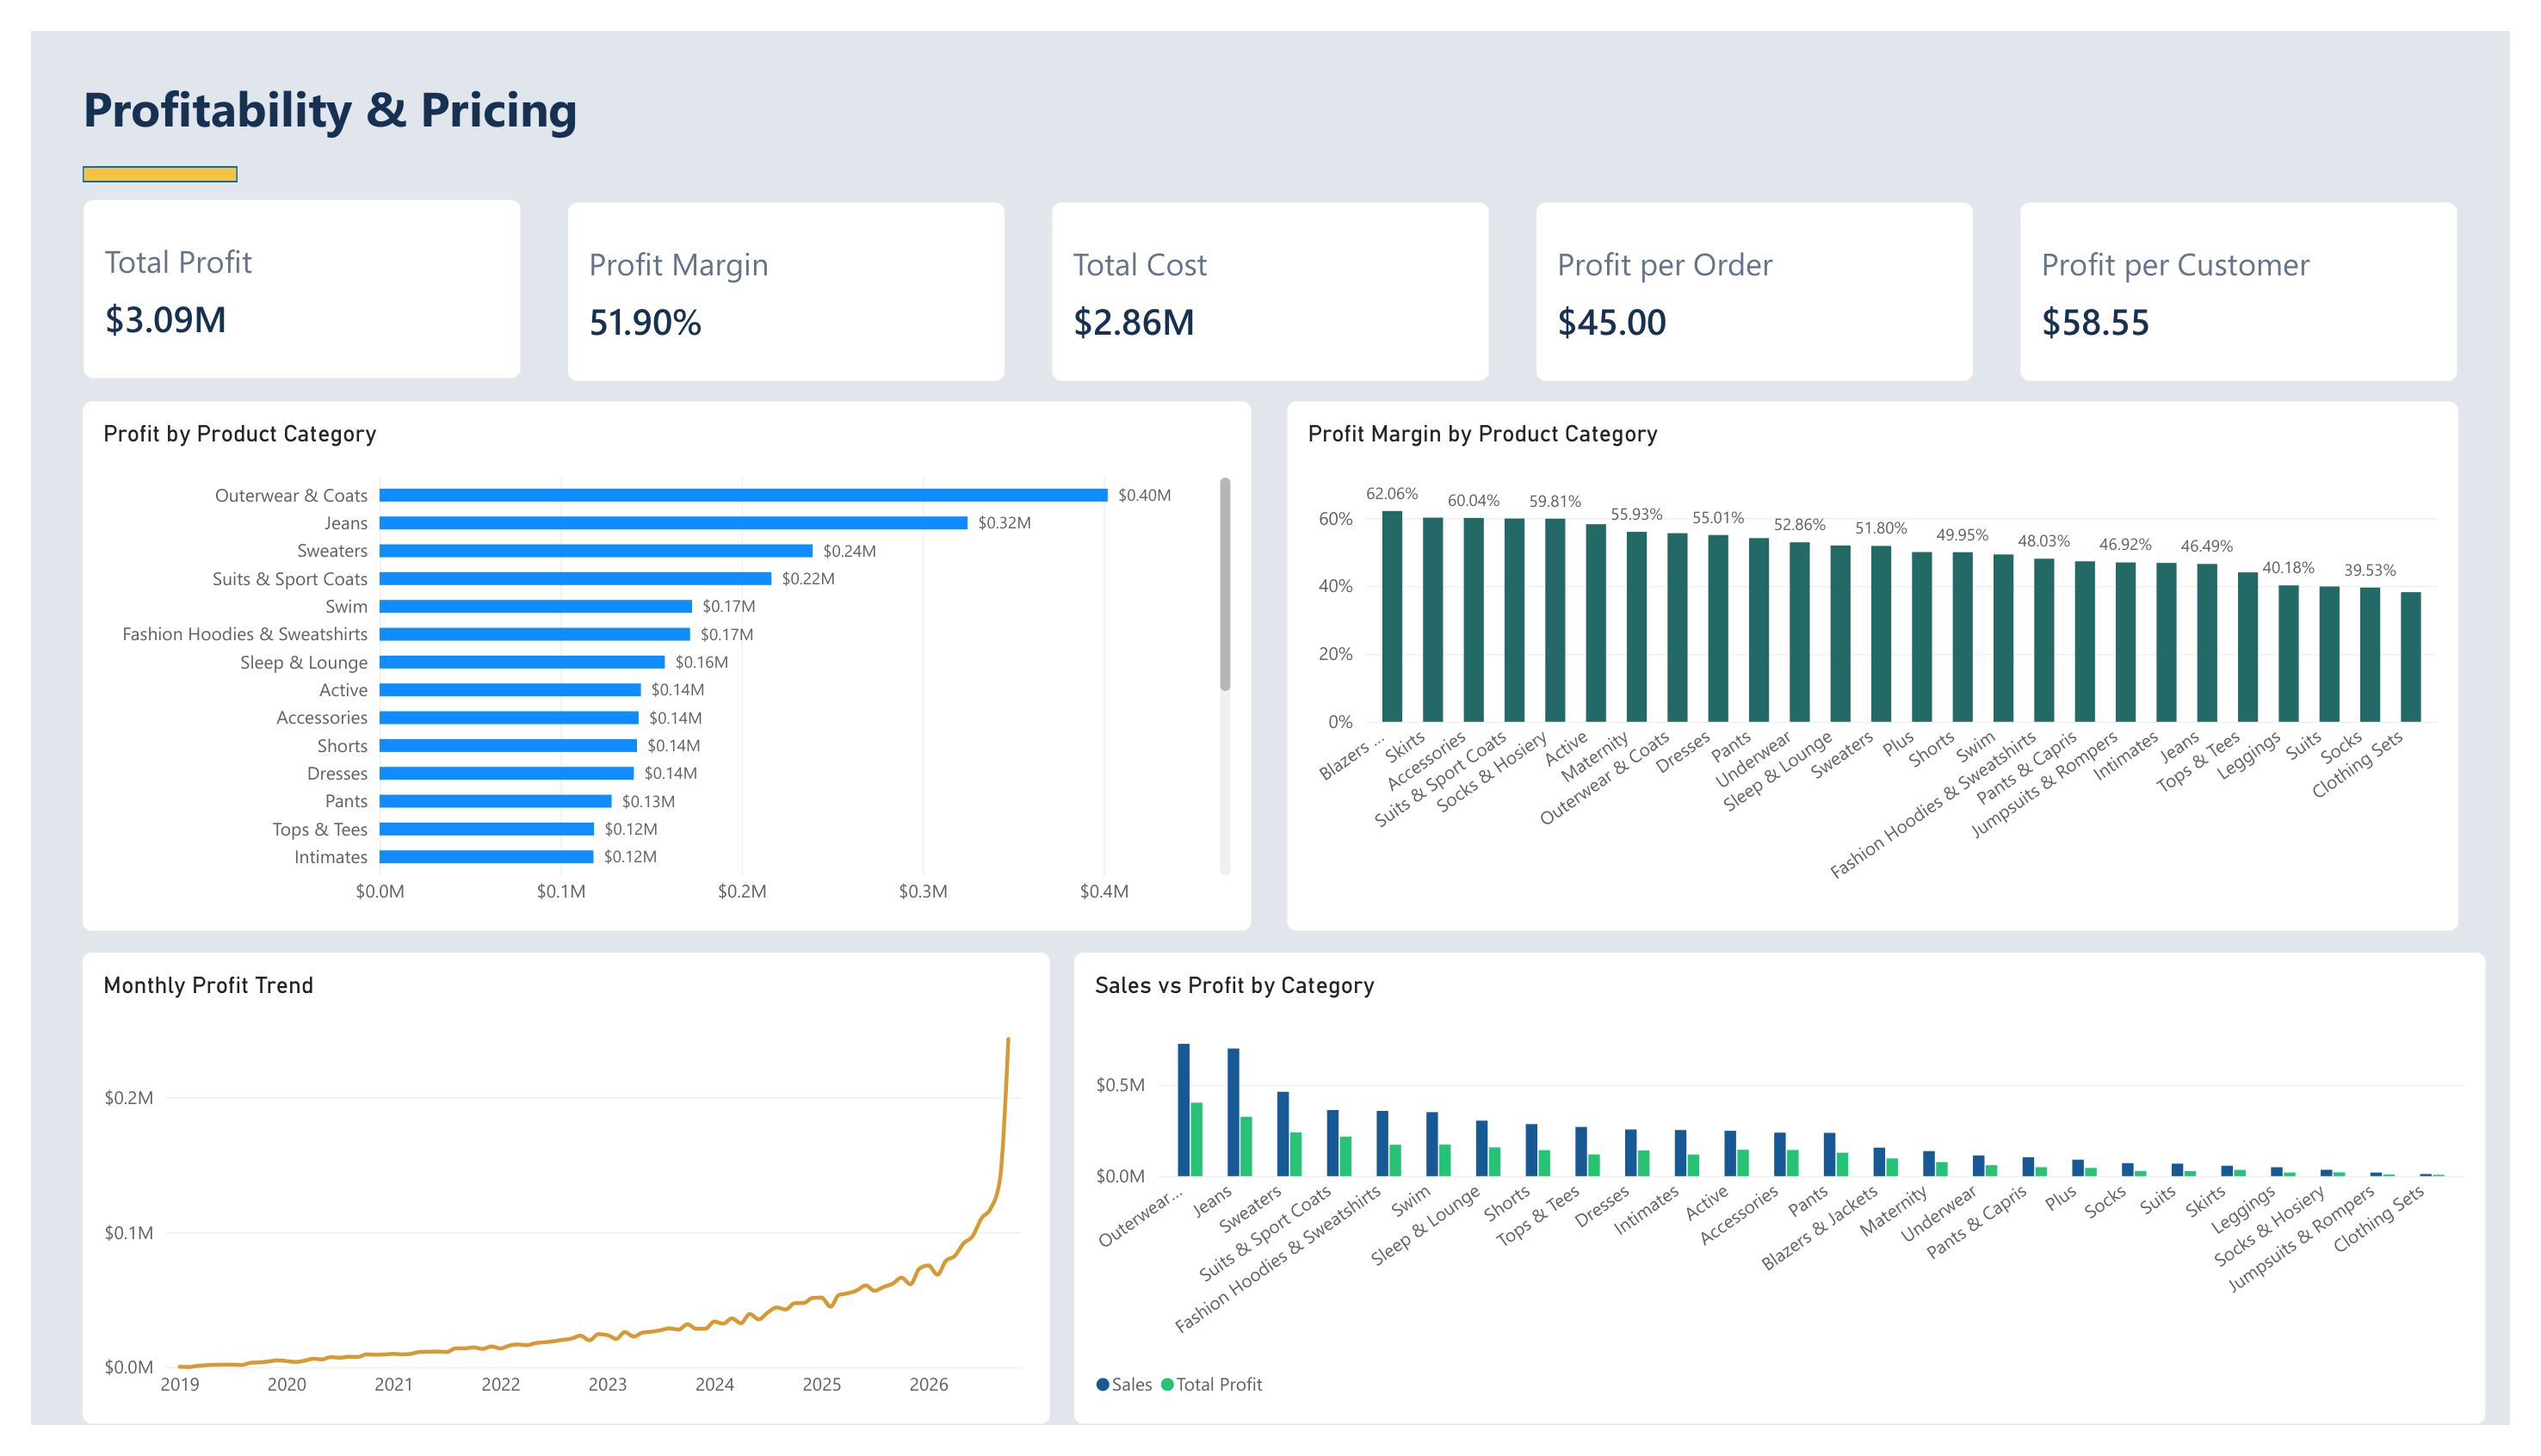 Profitability & Pricing
Total Profit
$3.09M
Profit Margin
51.90%
Total Cost
$2.86M
Profit per Order
$45.00
Profit per Customer
$58.55
Profit by Product Category
Outerwear & Coats $0.40M
Jeans $0.32M
Sweaters $0.24M
Suits & Sport Coats $0.22M
Swim $0.17M
Fashion Hoodies & Sweatshirts $0.17M
Sleep & Lounge $0.16M
Active $0.14M
Accessories $0.14M
Shorts $0.14M
Dresses $0.14M
Pants $0.13M
Tops & Tees $0.12M
Intimates $0.12M
$0.0M $0.1M $0.2M $0.3M $0.4M
Profit Margin by Product Category
62.06% 60.04% 59.81% 55.93% 55.01% 52.86% 51.80% 49.95% 48.03% 46.92% 46.49% 40.18% 39.53%
60%
40%
20%
0%
Blazers ...
Skirts
Accessories
Suits & Sport Coats
Socks & Hosiery
Active
Maternity
Outerwear & Coats
Dresses
Pants
Underwear
Sleep & Lounge
Sweaters
Plus
Shorts
Swim
Fashion Hoodies & Sweatshirts
Pants & Capris
Jumpsuits & Rompers
Intimates
Jeans
Tops & Tees
Leggings
Suits
Socks
Clothing Sets
Monthly Profit Trend
$0.2M
$0.1M
$0.0M
2019 2020 2021 2022 2023 2024 2025 2026
Sales vs Profit by Category
$0.5M
$0.0M
Outerwear...
Jeans
Sweaters
Suits & Sport Coats
Fashion Hoodies & Sweatshirts
Swim
Sleep & Lounge
Shorts
Tops & Tees
Dresses
Intimates
Active
Accessories
Pants
Blazers & Jackets
Maternity
Underwear
Pants & Capris
Plus
Socks
Suits
Skirts
Leggings
Socks & Hosiery
Jumpsuits & Rompers
Clothing Sets
Sales Total Profit